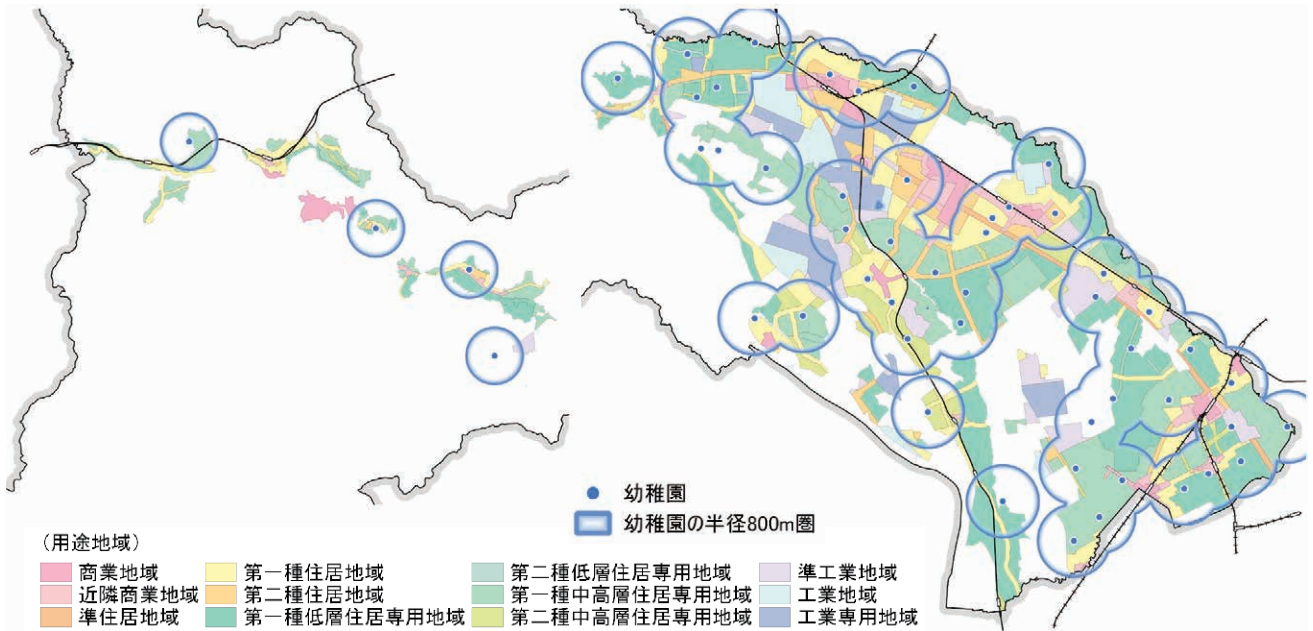 幼稚園
幼稚園の半径800m圏
（用途地域）
商業地域
近隣商業地域
準住居地域
第一種住居地域
第二種住居地域
第一種低層住居専用地域
第二種低層住居専用地域
第一種中高層住居専用地域
第二種中高層住居専用地域
準工業地域
工業地域
工業専用地域